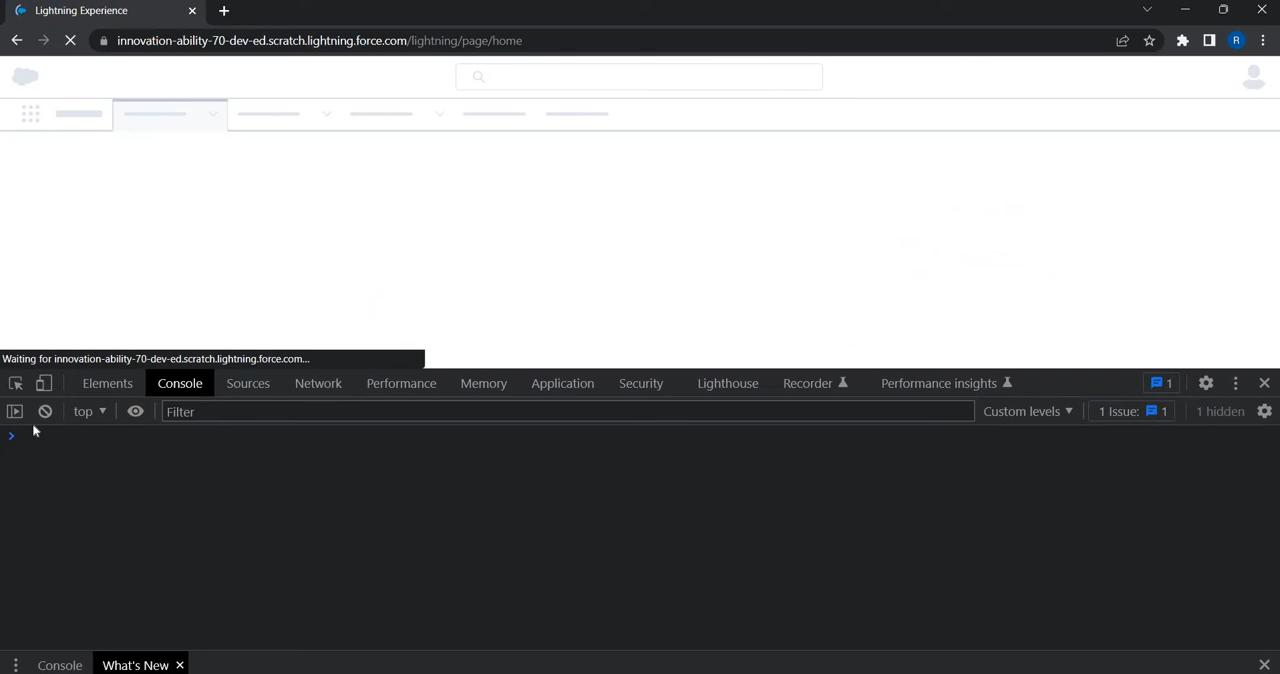 Lightning Experience
innovation-ability-70-dev-ed.scratch.lightning.force.com/lightning/page/home
R
Waiting for innovation-ability-70-dev-ed.scratch.lightning.force.com...
Elements Console Sources Network Performance Memory Application Security Lighthouse Recorder Performance insights 1
top Filter Custom levels 1 Issue: 1 1 hidden
Console What's New